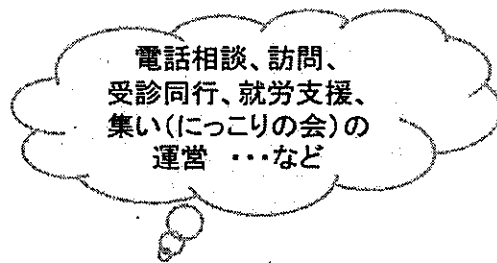 電話相談、訪問、
受診同行、就労支援、
集い(にっこりの会)の
運営 ・・・など